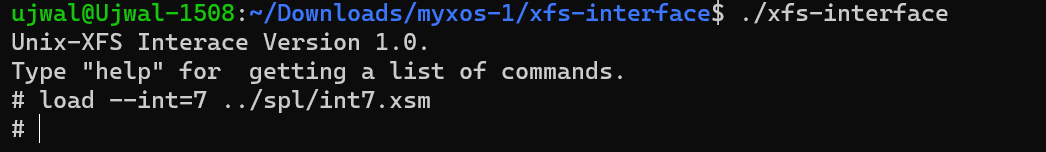 ujwal@Ujwal-1508:~/Downloads/myxos-1/xfs-interface$ ./xfs-interface
Unix-XFS Interace Version 1.0.
Type "help" for  getting a list of commands.
# load --int=7 ../spl/int7.xsm
#